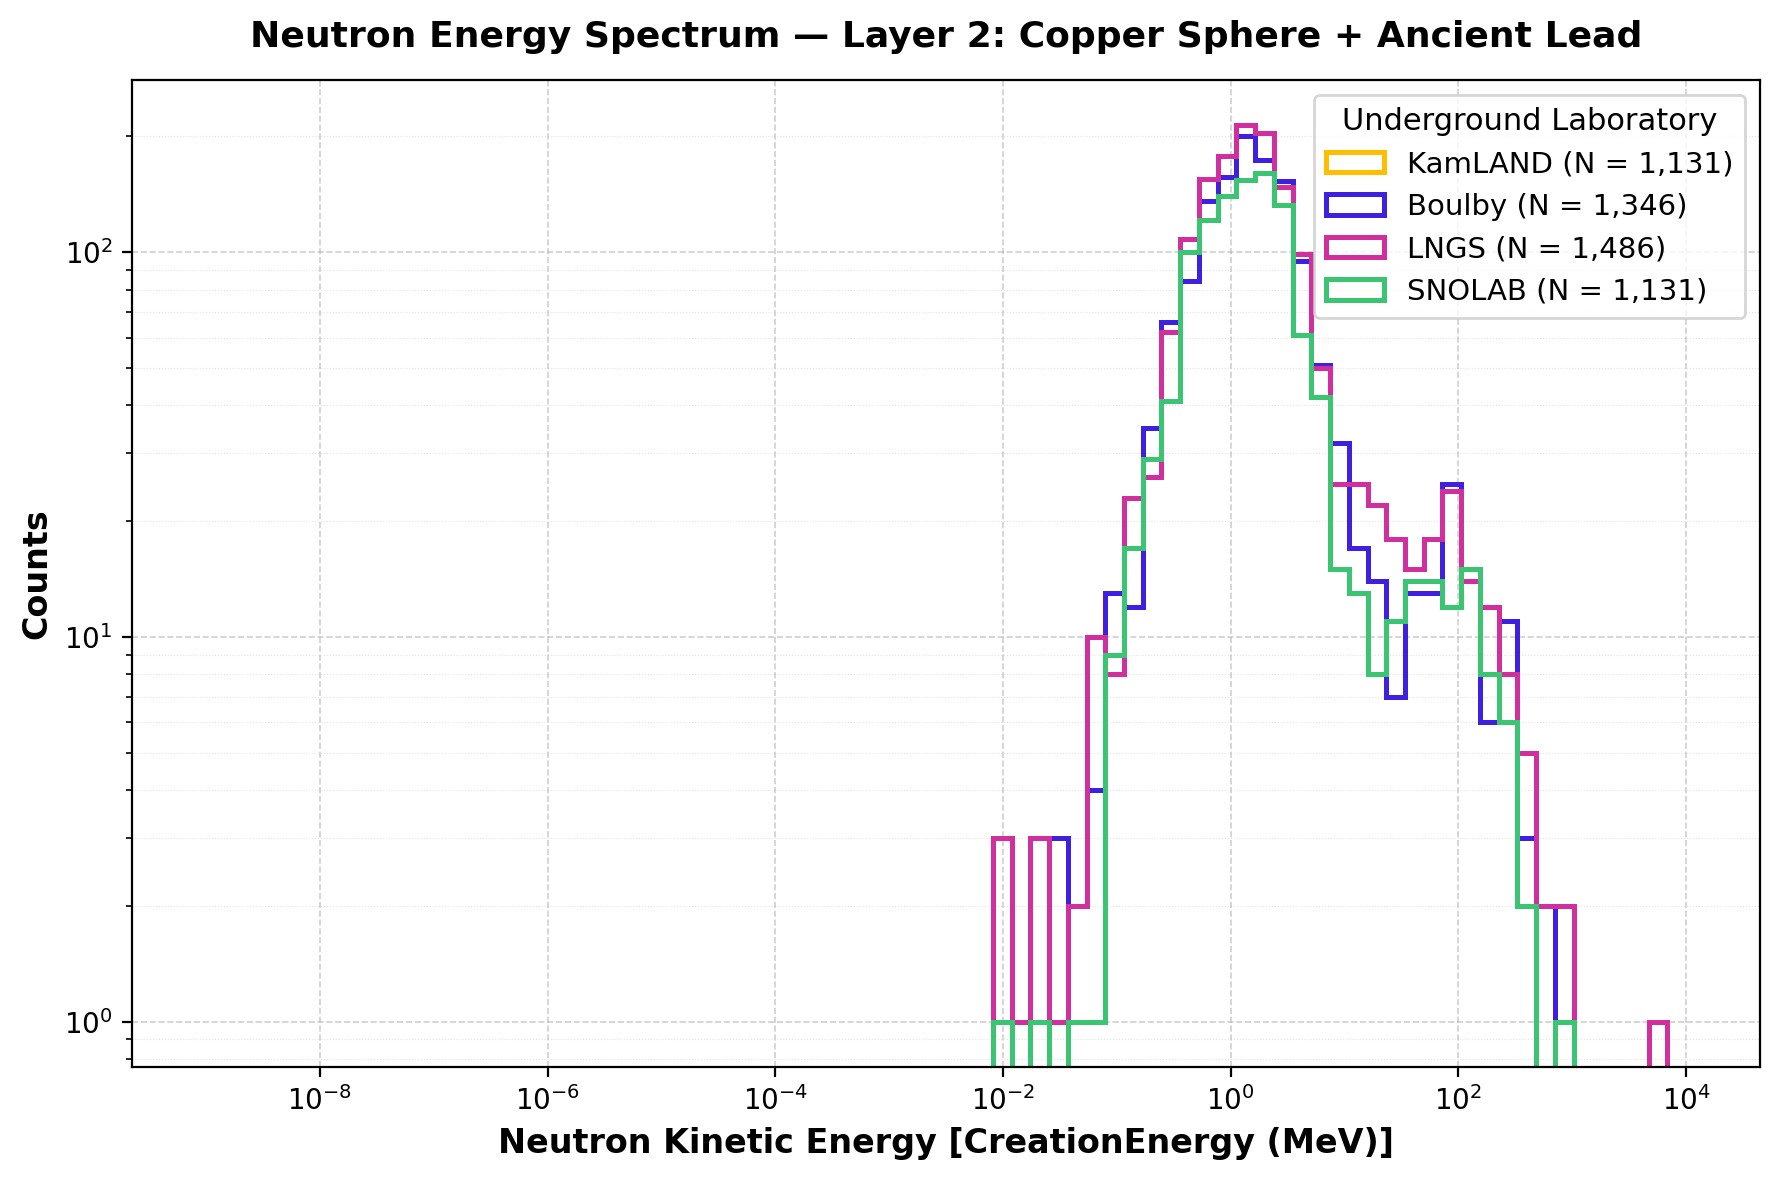 Neutron Energy Spectrum — Layer 2: Copper Sphere + Ancient Lead
Underground Laboratory
KamLAND (N = 1,131)
Boulby (N = 1,346)
LNGS (N = 1,486)
SNOLAB (N = 1,131)
Counts
10²
10¹
10⁰
10⁻⁸
10⁻⁶
10⁻⁴
10⁻²
10⁰
10²
10⁴
Neutron Kinetic Energy [CreationEnergy (MeV)]